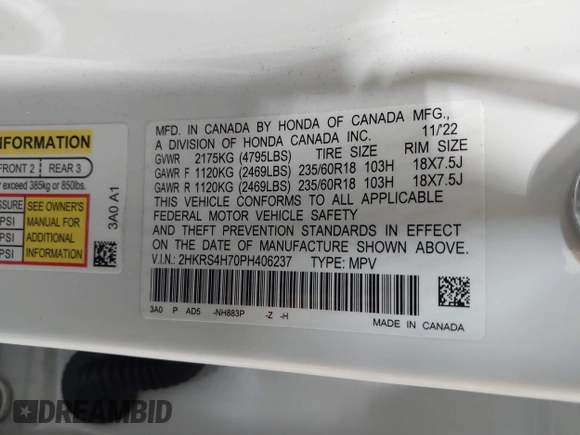 INFORMATION
FRONT 2 REAR 3
exceed 385kg or 850lbs.
SEE OWNER'S
PSI MANUAL FOR
PSI ADDITIONAL
PSI INFORMATION
3A0 A1
MFD. IN CANADA BY HONDA OF CANADA MFG.,
A DIVISION OF HONDA CANADA INC. 11/22
GVWR 2175KG (4795LBS) TIRE SIZE RIM SIZE
GAWR F 1120KG (2469LBS) 235/60R18 103H 18X7.5J
GAWR R 1120KG (2469LBS) 235/60R18 103H 18X7.5J
THIS VEHICLE CONFORMS TO ALL APPLICABLE
FEDERAL MOTOR VEHICLE SAFETY
AND THEFT PREVENTION STANDARDS IN EFFECT
ON THE DATE OF MANUFACTURE SHOWN ABOVE.
V.I.N.: 2HKRS4H70PH406237 TYPE: MPV
3A0 P AD5 -NH883P -Z -H
MADE IN CANADA
DREAMBID